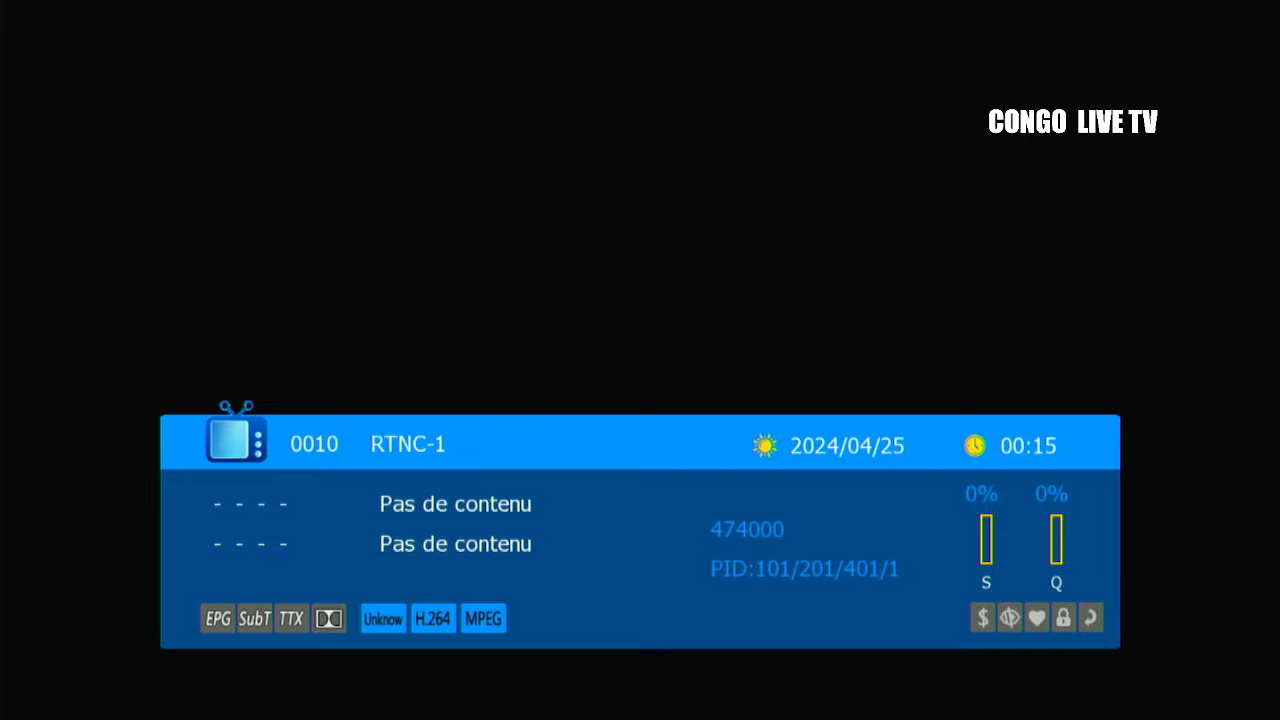 CONGO LIVE TV
0010 RTNC-1 2024/04/25 00:15
- - - - Pas de contenu 0% 0%
474000
- - - - Pas de contenu
PID:101/201/401/1
S Q
EPG SubT TTX Unknow H.264 MPEG $